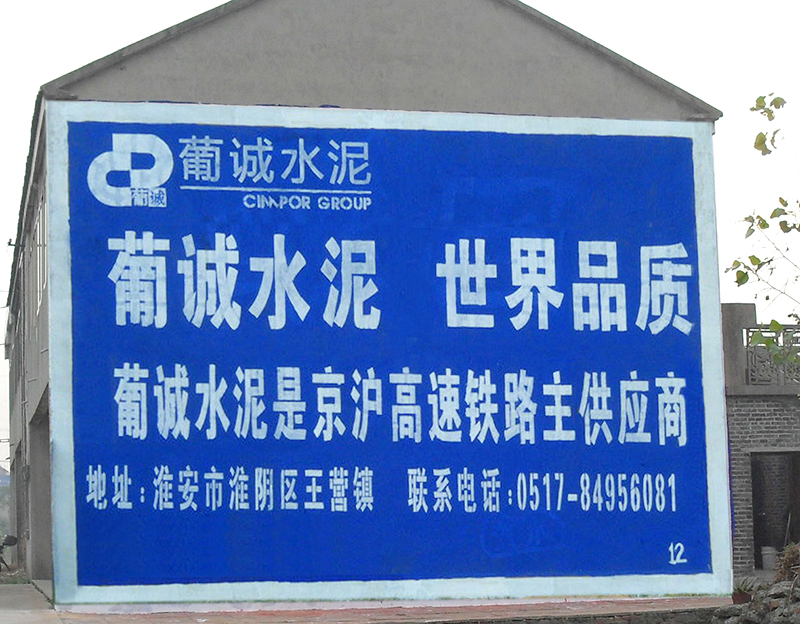 葡诚水泥
葡诚
CIMPOR GROUP
葡诚水泥 世界品质
葡诚水泥是京沪高速铁路主供应商
地址:淮安市淮阴区王营镇 联系电话:0517-84956081
12